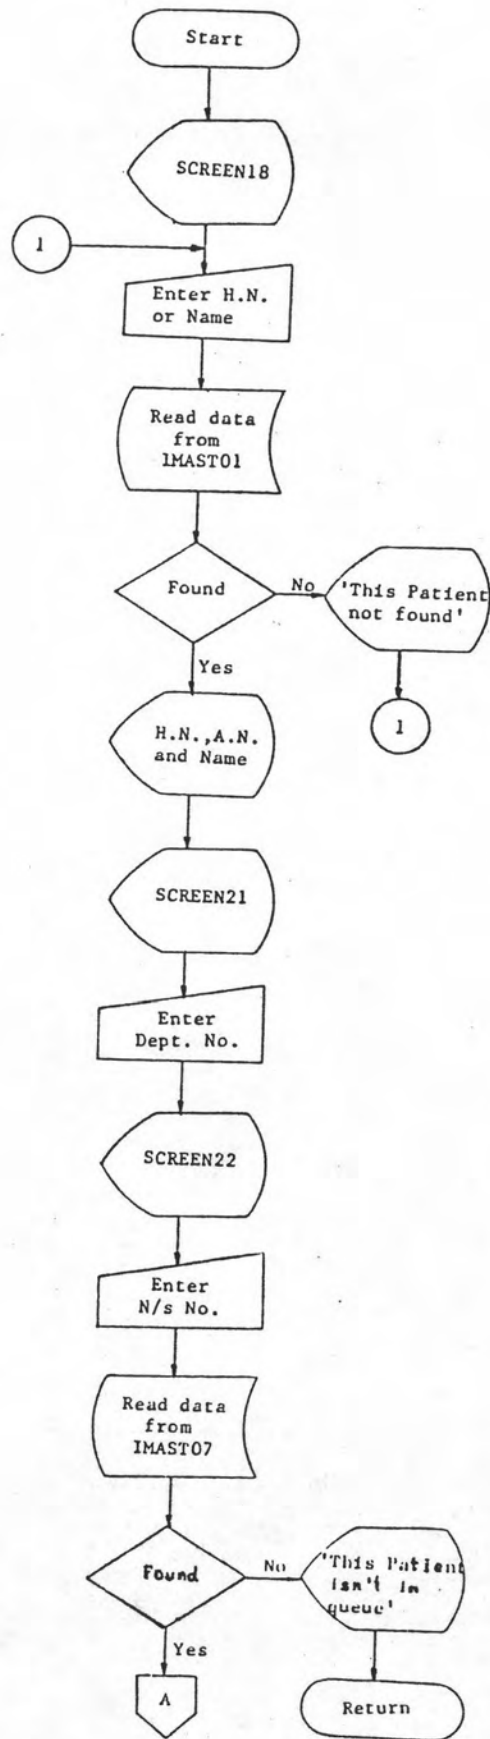 Start
SCREEN18
1
Enter H.N.
or Name
Read data
from
1MAST01
Found
No
'This Patient
not found'
Yes
1
H.N.,A.N.
and Name
SCREEN21
Enter
Dept. No.
SCREEN22
Enter
N/s No.
Read data
from
IMAST07
Found
No
'This Patient
isn't in
queue'
Yes
A
Return